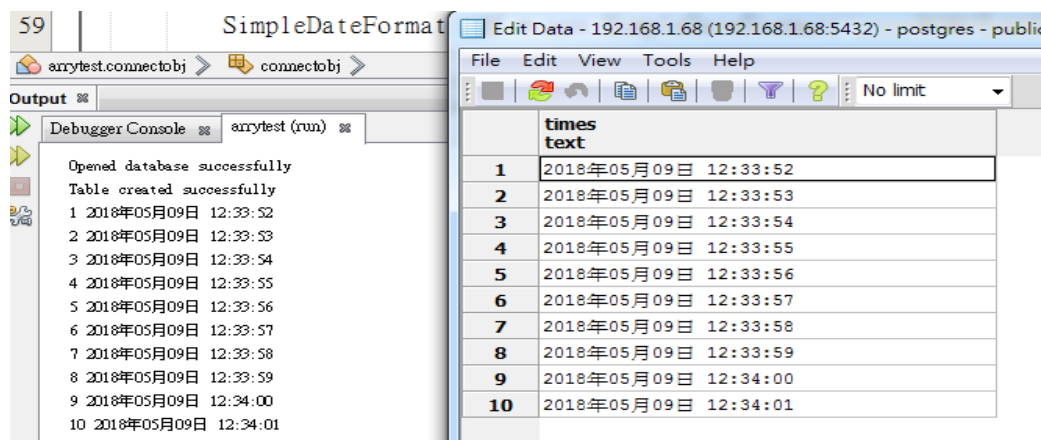 59 SimpleDateFormat
arrytest.connectobj connectobj
Output
Debugger Console arrytest (run)
Opened database successfully
Table created successfully
1 2018年05月09日 12:33:52
2 2018年05月09日 12:33:53
3 2018年05月09日 12:33:54
4 2018年05月09日 12:33:55
5 2018年05月09日 12:33:56
6 2018年05月09日 12:33:57
7 2018年05月09日 12:33:58
8 2018年05月09日 12:33:59
9 2018年05月09日 12:34:00
10 2018年05月09日 12:34:01
Edit Data - 192.168.1.68 (192.168.1.68:5432) - postgres - public
File Edit View Tools Help
No limit
times
text
1 2018年05月09日 12:33:52
2 2018年05月09日 12:33:53
3 2018年05月09日 12:33:54
4 2018年05月09日 12:33:55
5 2018年05月09日 12:33:56
6 2018年05月09日 12:33:57
7 2018年05月09日 12:33:58
8 2018年05月09日 12:33:59
9 2018年05月09日 12:34:00
10 2018年05月09日 12:34:01